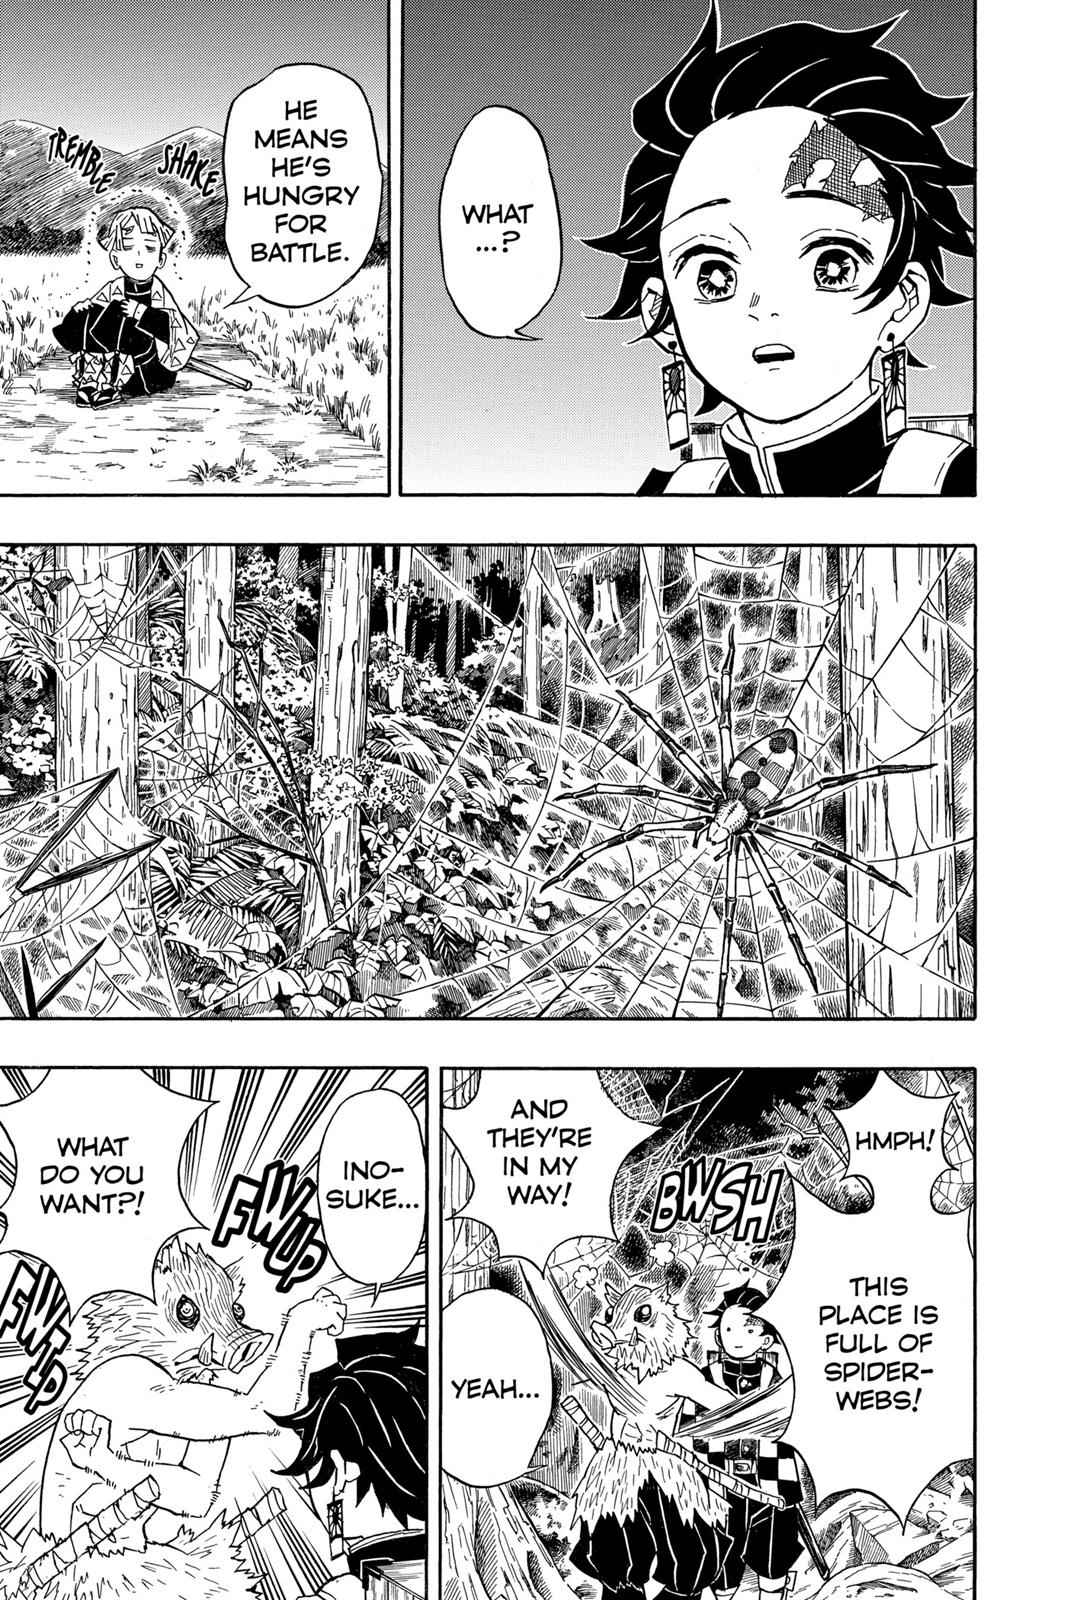 WHAT
...?
HE
MEANS
HE'S
HUNGRY
FOR
BATTLE.
TREMBLE
SHAKE
HMPH!
THIS
PLACE IS
FULL OF
SPIDER-
WEBS!
BWSH
AND
THEY'RE
IN MY
WAY!
YEAH...
INO-
SUKE...
FWUP
WHAT
DO YOU
WANT?!
FWIP